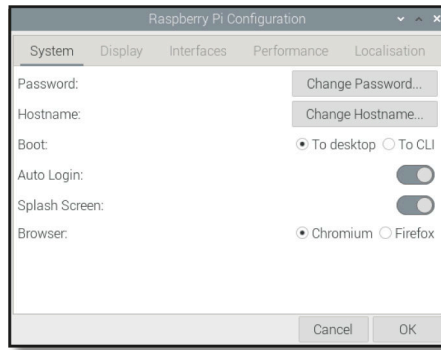 Raspberry Pi Configuration
System Display Interfaces Performance Localisation
Password: Change Password...
Hostname: Change Hostname...
Boot: To desktop To CLI
Auto Login:
Splash Screen:
Browser: Chromium Firefox
Cancel OK